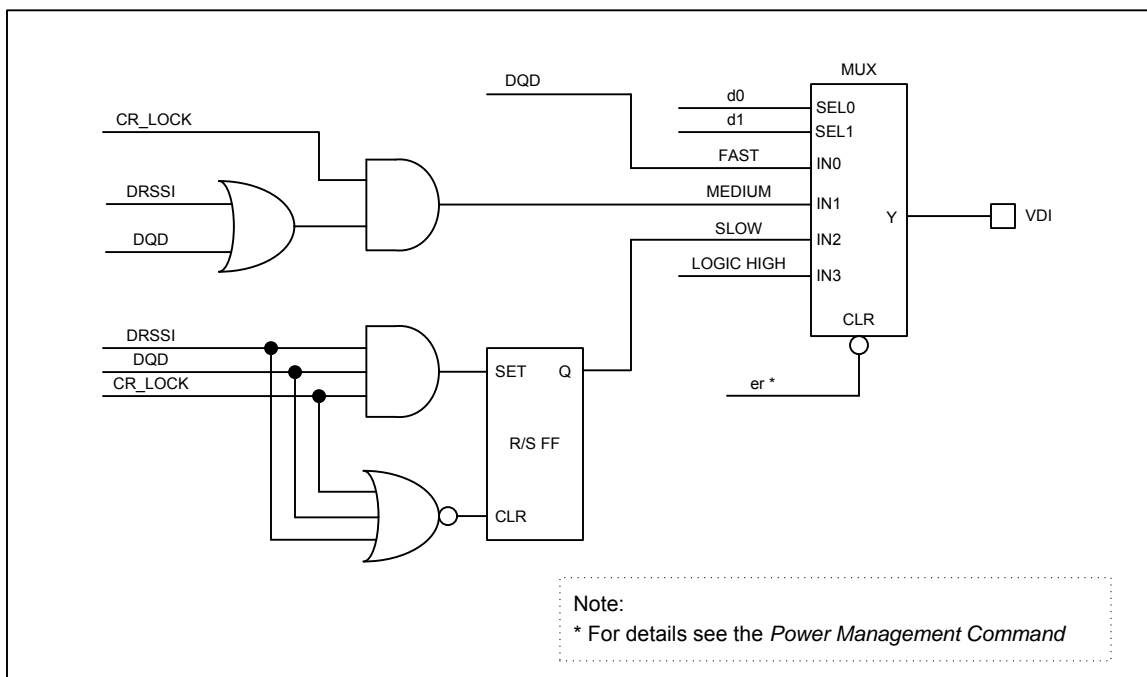 MUX
DQD
d0
SEL0
d1
SEL1
CR_LOCK
FAST
IN0
DRSSI
MEDIUM
IN1
Y
VDI
DQD
SLOW
IN2
LOGIC HIGH
IN3
CLR
DRSSI
DQD
CR_LOCK
SET
Q
er *
R/S FF
CLR
Note:
* For details see the Power Management Command